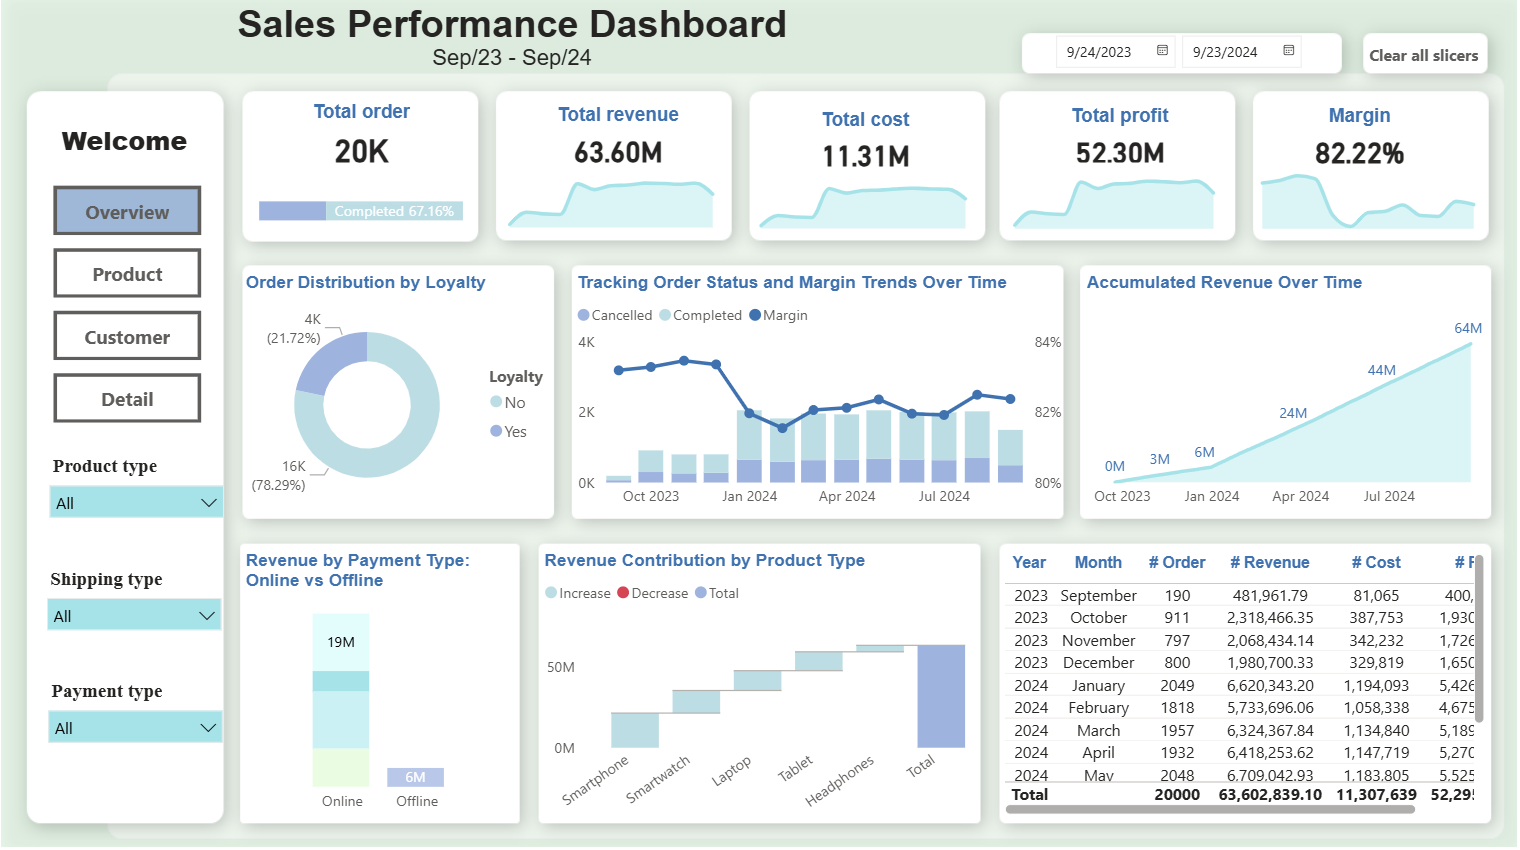 Sales Performance Dashboard
Sep/23 - Sep/24
9/24/2023
9/23/2024
Clear all slicers
Welcome
Overview
Product
Customer
Detail
Product type
All
Shipping type
All
Payment type
All
Total order
20K
Completed 67.16%
Total revenue
63.60M
Total cost
11.31M
Total profit
52.30M
Margin
82.22%
Order Distribution by Loyalty
4K
(21.72%)
16K
(78.29%)
Loyalty
No
Yes
Tracking Order Status and Margin Trends Over Time
Cancelled Completed Margin
4K 84%
2K 82%
0K 80%
Oct 2023 Jan 2024 Apr 2024 Jul 2024
Accumulated Revenue Over Time
64M
44M
24M
6M
3M
0M
Oct 2023 Jan 2024 Apr 2024 Jul 2024
Revenue by Payment Type:
Online vs Offline
19M
6M
Online Offline
Revenue Contribution by Product Type
Increase Decrease Total
50M
0M
Smartphone Smartwatch Laptop Tablet Headphones Total
Year Month # Order # Revenue # Cost #
2023 September 190 481,961.79 81,065 400,
2023 October 911 2,318,466.35 387,753 1,930
2023 November 797 2,068,434.14 342,232 1,726
2023 December 800 1,980,700.33 329,819 1,650
2024 January 2049 6,620,343.20 1,194,093 5,426
2024 February 1818 5,733,696.06 1,058,338 4,675
2024 March 1957 6,324,367.84 1,134,840 5,189
2024 April 1932 6,418,253.62 1,147,719 5,270
2024 May 2048 6,709,042.93 1,183,805 5,525
Total 20000 63,602,839.10 11,307,639 52,295